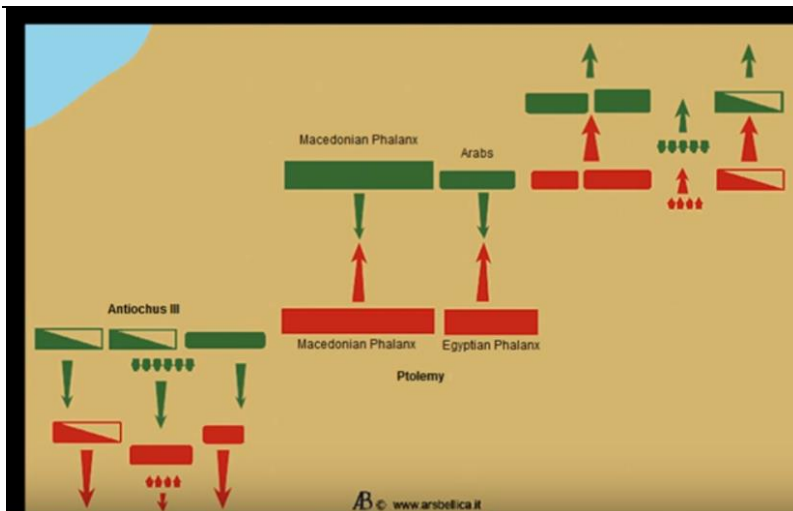 Macedonian Phalanx
Arabs
Antiochus III
Macedonian Phalanx
Egyptian Phalanx
Ptolemy
AB © www.arsbellica.it